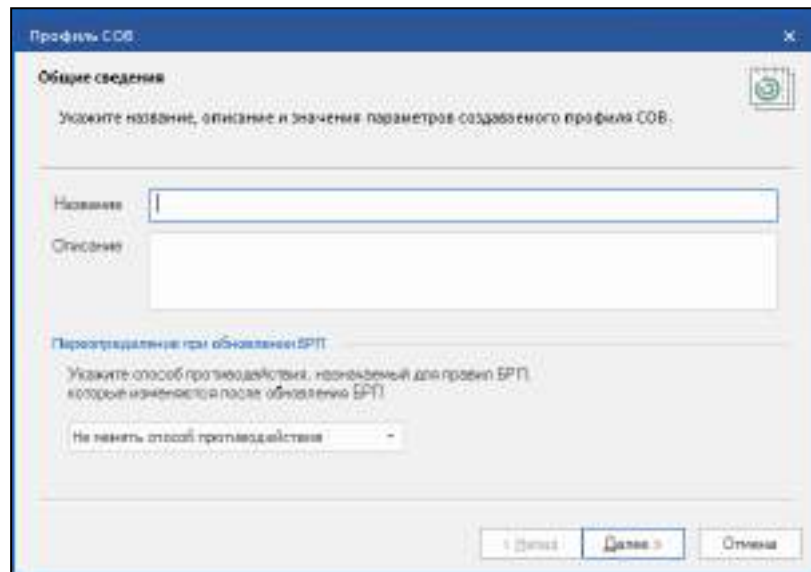 Профиль СОВ
Общие сведения
Укажите название, описание и значения параметров создаваемого профиля СОВ.
Название
Описание
Переопределение при обновлении БРП
Укажите способ противодействия, назначаемый для правил БРП,
которые изменяются после обновления БРП
Не менять способ противодействия
< Назад
Далее >
Отмена